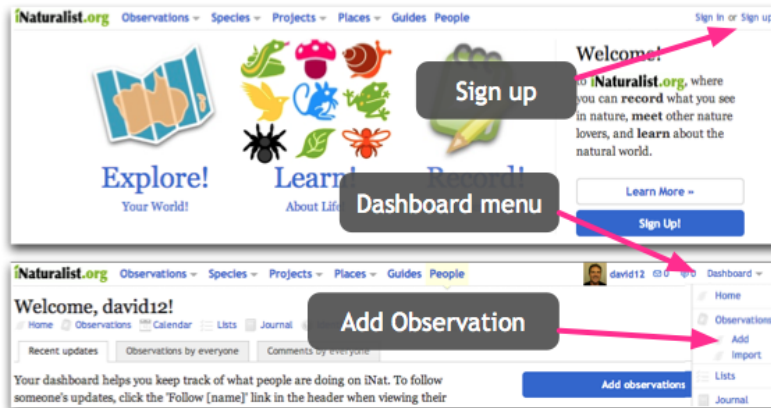 iNaturalist.org Observations Species Projects Places Guides People Sign in or Sign up
Welcome!
to iNaturalist.org, where
you can record what you see
in nature, meet other nature
lovers, and learn about the
natural world.
Sign up
Explore! Learn! Record!
Your World! About Life!
Learn More »
Sign Up!
Dashboard menu
iNaturalist.org Observations Species Projects Places Guides People david12 0 0 Dashboard
Welcome, david12!
Home Observations Calendar Lists Journal
Add Observation
Recent updates Observations by everyone Comments by everyone
Your dashboard helps you keep track of what people are doing on iNat. To follow
someone's updates, click the 'Follow [name]' link in the header when viewing their
Add observations
Home
Observations
Add
Import
Lists
Journal